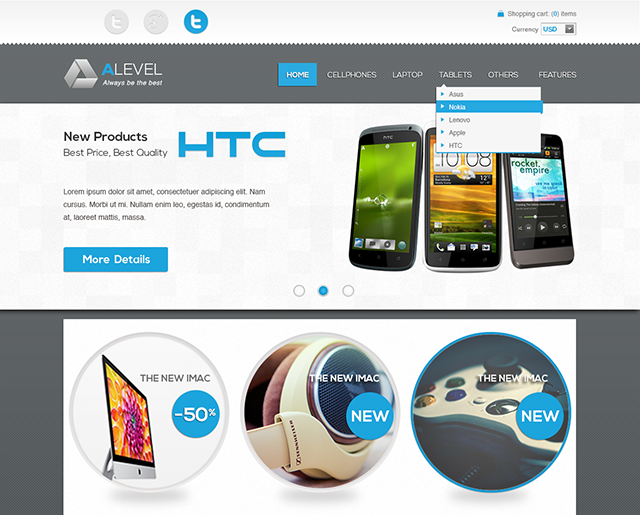 Shopping cart: (0) items
Currency USD
ALEVEL
Always be the best
HOME CELLPHONES LAPTOP TABLETS OTHERS FEATURES
Asus
Nokia
Lenovo
Apple
HTC
New Products
Best Price, Best Quality
HTC
Lorem ipsum dolor sit amet, consectetuer adipiscing elit. Nam
cursus. Morbi ut mi. Nullam enim leo, egestas id, condimentum
at, laoreet mattis, massa.
More Details
hTC
10:10
rocket.
empire
THE NEW IMAC
-50%
THE NEW IMAC
NEW
SENNHEISER
THE NEW IMAC
NEW